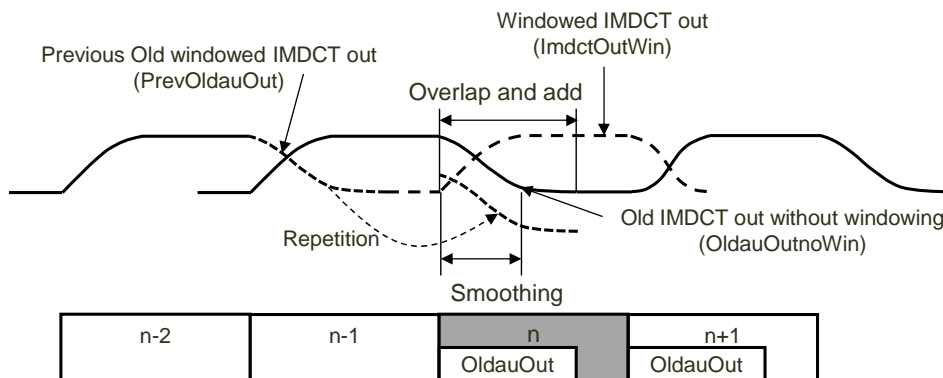 Windowed IMDCT out
(ImdctOutWin)
Previous Old windowed IMDCT out
(PrevOldauOut)
Overlap and add
Repetition
Old IMDCT out without windowing
(OldauOutnoWin)
Smoothing
n-2
n-1
n
n+1
OldauOut
OldauOut